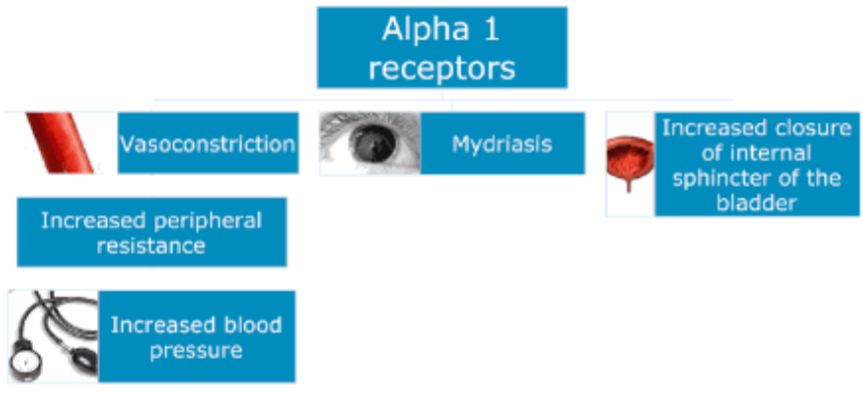 Alpha 1
receptors
Vasoconstriction
Mydriasis
Increased closure
of internal
sphincter of the
bladder
Increased peripheral
resistance
Increased blood
pressure